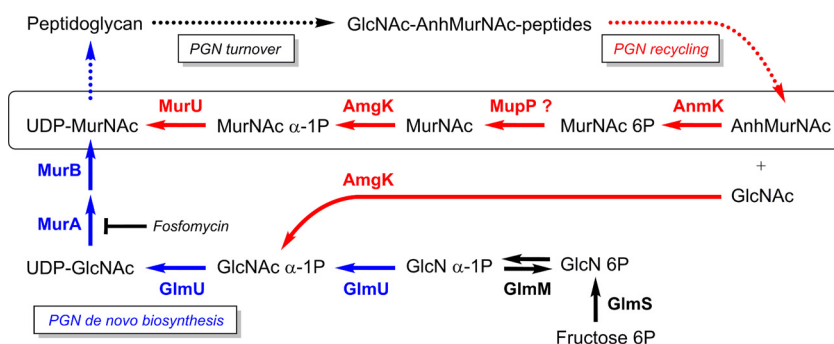 Peptidoglycan
GlcNAc-AnhMurNAc-peptides
PGN turnover
PGN recycling
MurU
AmgK
MupP ?
AnmK
UDP-MurNAc
MurNAc α-1P
MurNAc
MurNAc 6P
AnhMurNAc
MurB
AmgK
+
GlcNAc
MurA
Fosfomycin
UDP-GlcNAc
GlcNAc α-1P
GlcN α-1P
GlcN 6P
GlmU
GlmU
GlmM
GlmS
PGN de novo biosynthesis
Fructose 6P